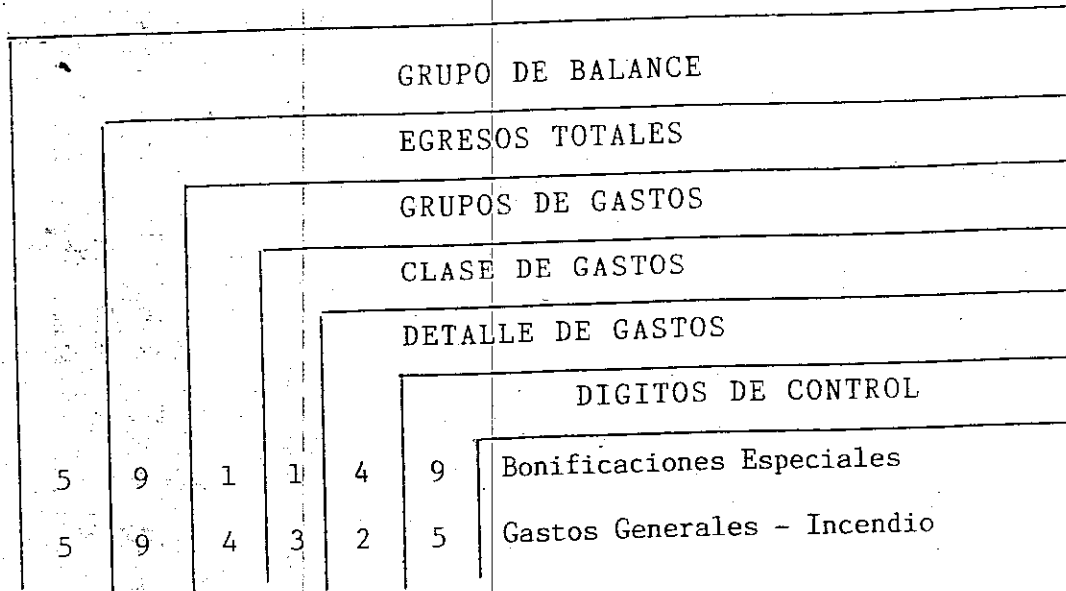 GRUPO DE BALANCE
EGRESOS TOTALES
GRUPOS DE GASTOS
CLASE DE GASTOS
DETALLE DE GASTOS
DIGITOS DE CONTROL
5 9 1 1 4 9 Bonificaciones Especiales
5 9 4 3 2 5 Gastos Generales - Incendio